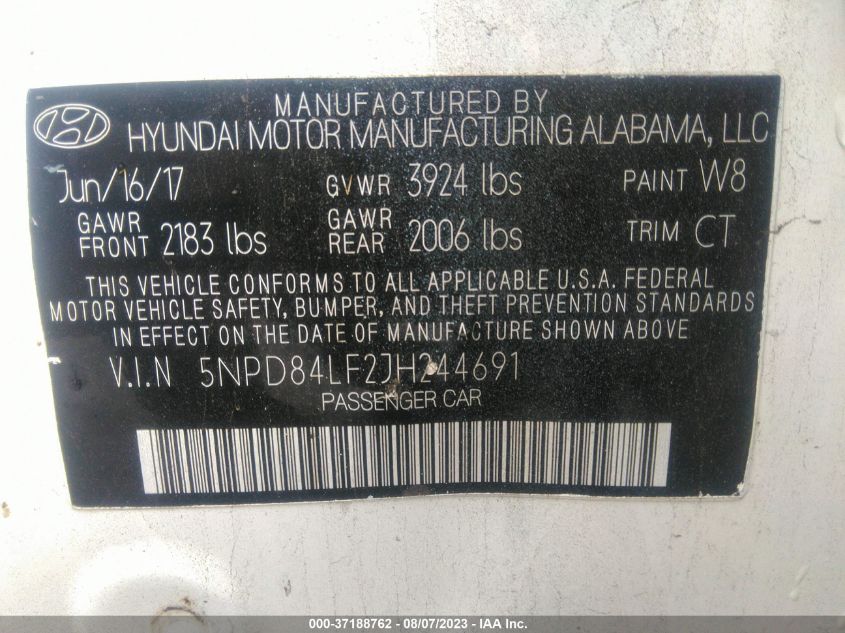 MANUFACTURED BY
HYUNDAI MOTOR MANUFACTURING ALABAMA, LLC
Jun/16/17 GVWR 3924 lbs PAINT W8
GAWR FRONT 2183 lbs GAWR REAR 2006 lbs TRIM CT
THIS VEHICLE CONFORMS TO ALL APPLICABLE U.S.A. FEDERAL
MOTOR VEHICLE SAFETY, BUMPER, AND THEFT PREVENTION STANDARDS
IN EFFECT ON THE DATE OF MANUFACTURE SHOWN ABOVE.
V.I.N 5NPD84LF2JH244691
PASSENGER CAR
000-37188762 - 08/07/2023 - IAA Inc.